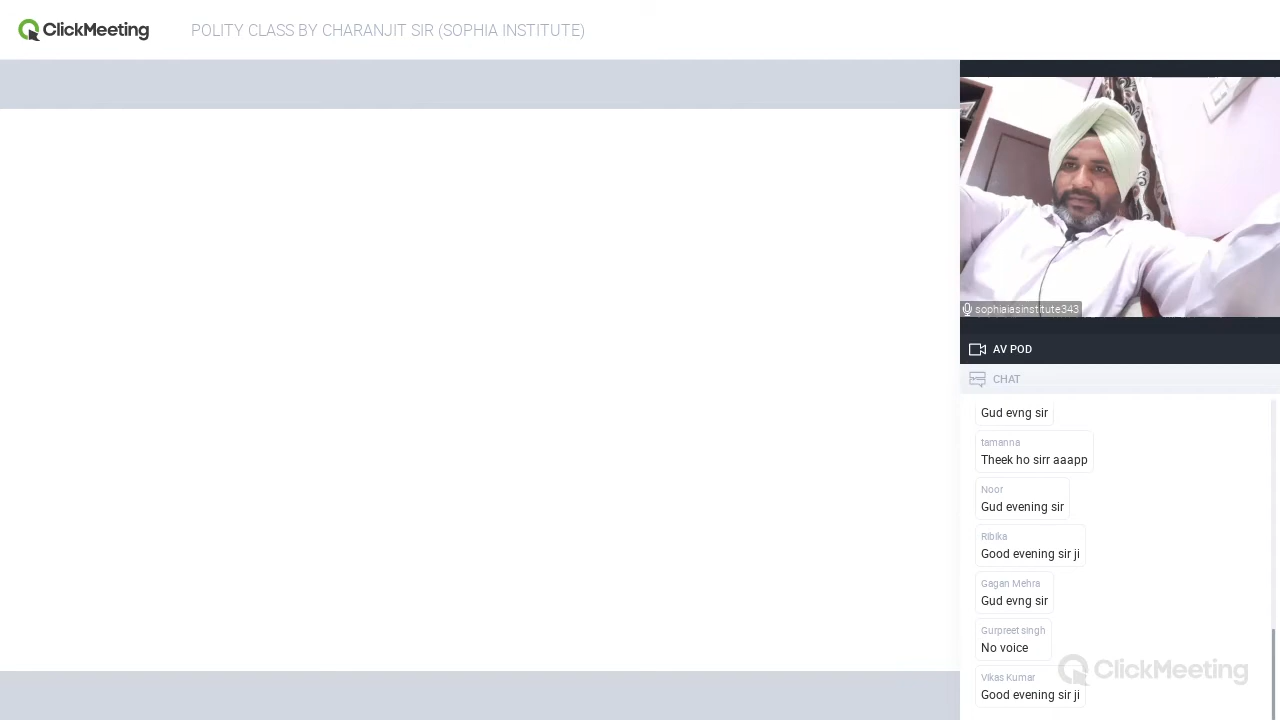 ClickMeeting
POLITY CLASS BY CHARANJIT SIR (SOPHIA INSTITUTE)
sophiaiasinstitute343
AV POD
CHAT
Gud evng sir
tamanna
Theek ho sirr aaapp
Noor
Gud evening sir
Ribika
Good evening sir ji
Gagan Mehra
Gud evng sir
Gurpreet singh
No voice
Vikas Kumar
Good evening sir ji
ClickMeeting